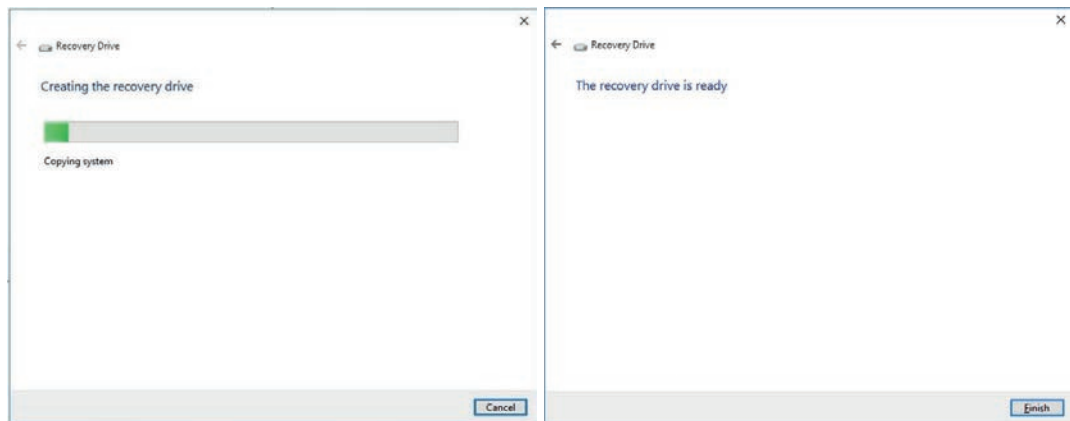 Recovery Drive
Creating the recovery drive
Copying system
Cancel
Recovery Drive
The recovery drive is ready
Finish